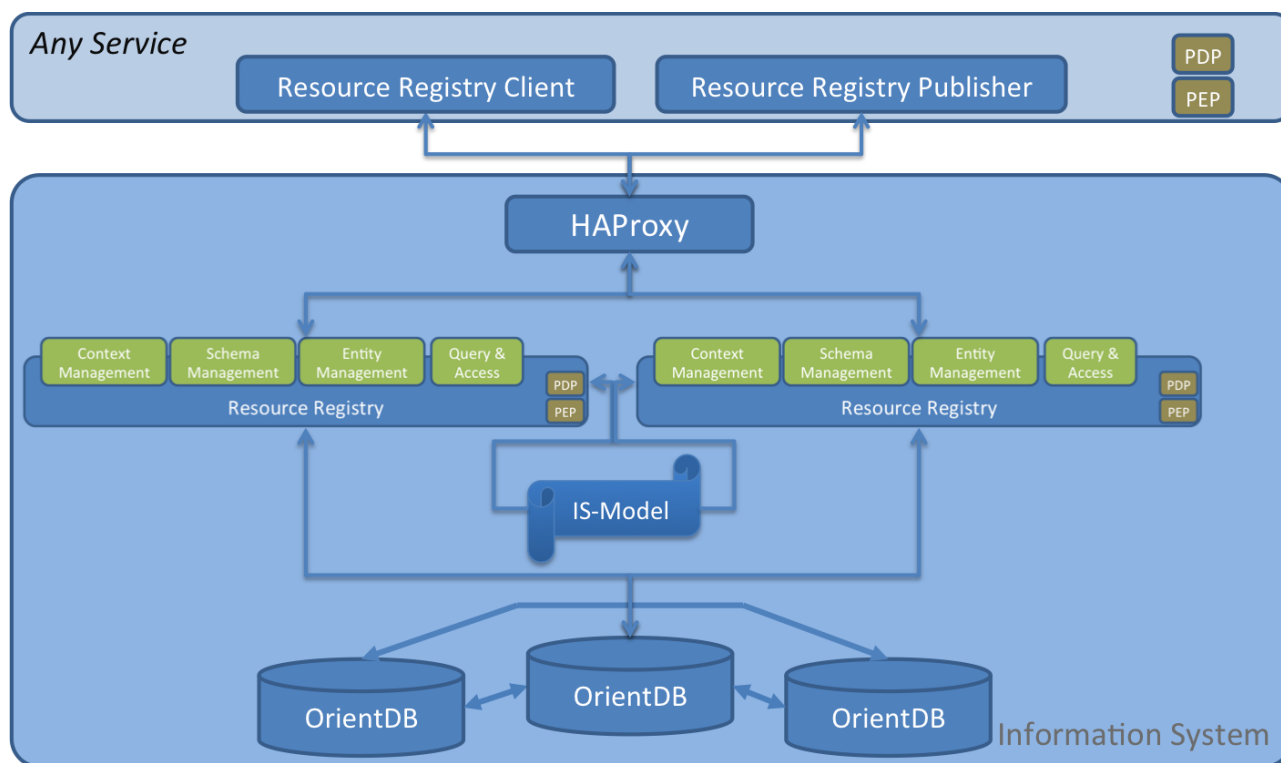 Any Service
Resource Registry Client
Resource Registry Publisher
PDP
PEP
HAProxy
Context
Management
Schema
Management
Entity
Management
Query &
Access
PDP
Resource Registry
PEP
Context
Management
Schema
Management
Entity
Management
Query &
Access
PDP
Resource Registry
PEP
IS-Model
OrientDB
OrientDB
OrientDB
Information System